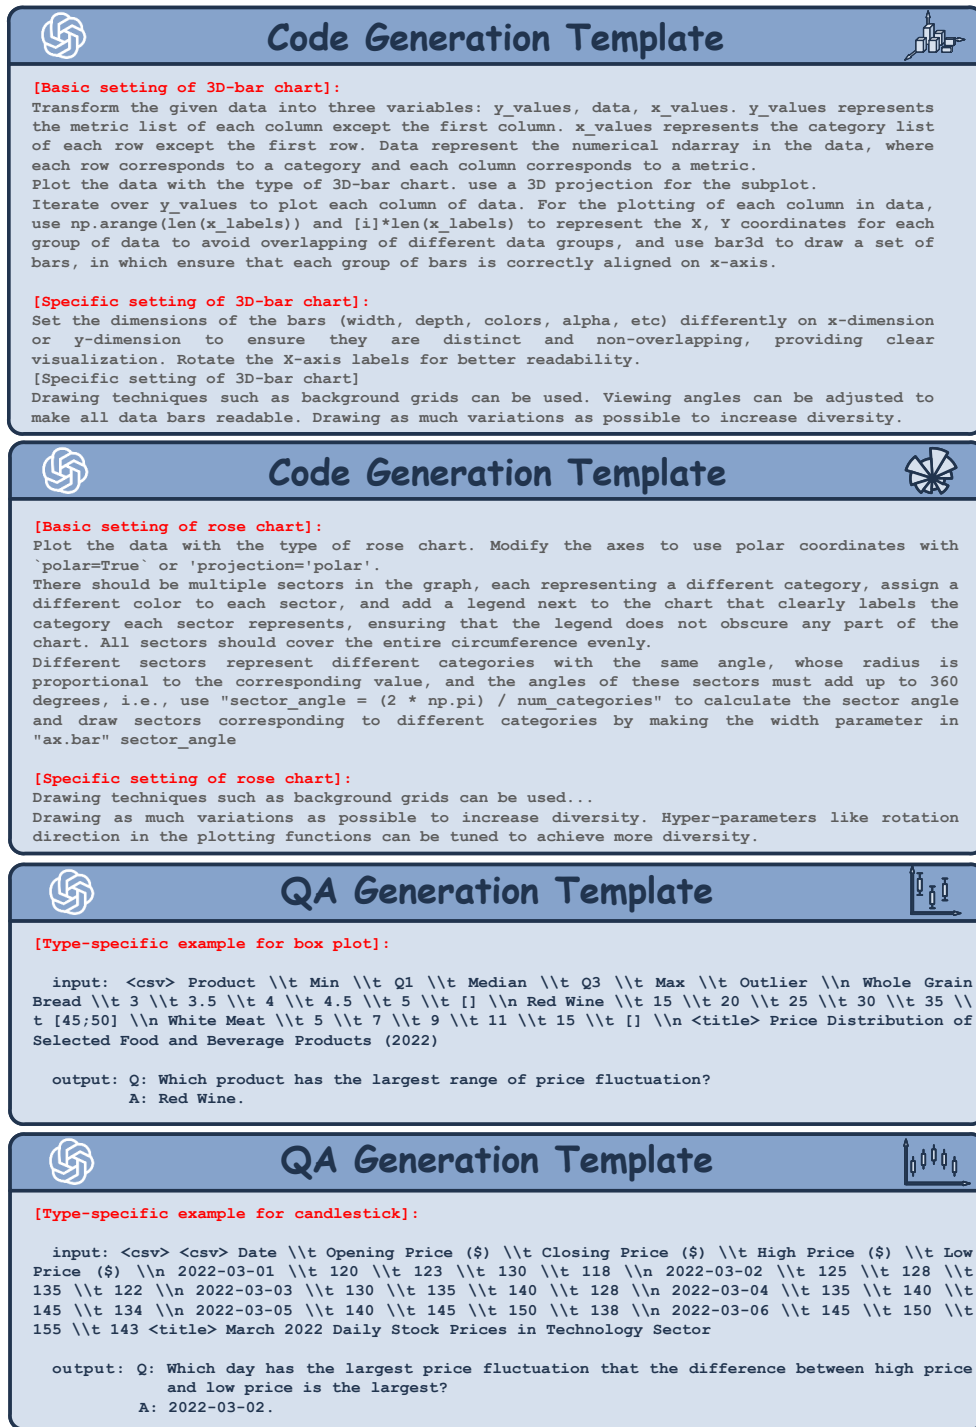 Code Generation Template
[Basic setting of 3D-bar chart]:
Transform the given data into three variables: y_values, data, x_values. y_values represents
the metric list of each column except the first column. x_values represents the category list
of each row except the first row. Data represent the numerical ndarray in the data, where
each row corresponds to a category and each column corresponds to a metric.
Plot the data with the type of 3D-bar chart. use a 3D projection for the subplot.
Iterate over y_values to plot each column of data. For the plotting of each column in data,
use np.arange(len(x_labels)) and [i]*len(x_labels) to represent the X, Y coordinates for each
group of data to avoid overlapping of different data groups, and use bar3d to draw a set of
bars, in which ensure that each group of bars is correctly aligned on x-axis.
[Specific setting of 3D-bar chart]:
Set the dimensions of the bars (width, depth, colors, alpha, etc) differently on x-dimension
or y-dimension to ensure they are distinct and non-overlapping, providing clear
visualization. Rotate the X-axis labels for better readability.
[Specific setting of 3D-bar chart]
Drawing techniques such as background grids can be used. Viewing angles can be adjusted to
make all data bars readable. Drawing as much variations as possible to increase diversity.
Code Generation Template
[Basic setting of rose chart]:
Plot the data with the type of rose chart. Modify the axes to use polar coordinates with
`polar=True` or 'projection='polar'.
There should be multiple sectors in the graph, each representing a different category, assign a
different color to each sector, and add a legend next to the chart that clearly labels the
category each sector represents, ensuring that the legend does not obscure any part of the
chart. All sectors should cover the entire circumference evenly.
Different sectors represent different categories with the same angle, whose radius is
proportional to the corresponding value, and the angles of these sectors must add up to 360
degrees, i.e., use "sector_angle = (2 * np.pi) / num_categories" to calculate the sector angle
and draw sectors corresponding to different categories by making the width parameter in
"ax.bar" sector_angle
[Specific setting of rose chart]:
Drawing techniques such as background grids can be used...
Drawing as much variations as possible to increase diversity. Hyper-parameters like rotation
direction in the plotting functions can be tuned to achieve more diversity.
QA Generation Template
[Type-specific example for box plot]:
input: <csv> Product \\t Min \\t Q1 \\t Median \\t Q3 \\t Max \\t Outlier \\n Whole Grain
Bread \\t 3 \\t 3.5 \\t 4 \\t 4.5 \\t 5 \\t [] \\n Red Wine \\t 15 \\t 20 \\t 25 \\t 30 \\t 35 \\
t [45;50] \\n White Meat \\t 5 \\t 7 \\t 9 \\t 11 \\t 15 \\t [] \\n <title> Price Distribution of
Selected Food and Beverage Products (2022)
output: Q: Which product has the largest range of price fluctuation?
A: Red Wine.
QA Generation Template
[Type-specific example for candlestick]:
input: <csv> <csv> Date \\t Opening Price ($) \\t Closing Price ($) \\t High Price ($) \\t Low
Price ($) \\n 2022-03-01 \\t 120 \\t 123 \\t 130 \\t 118 \\n 2022-03-02 \\t 125 \\t 128 \\t
135 \\t 122 \\n 2022-03-03 \\t 130 \\t 135 \\t 140 \\t 128 \\n 2022-03-04 \\t 135 \\t 140 \\t
145 \\t 134 \\n 2022-03-05 \\t 140 \\t 145 \\t 150 \\t 138 \\n 2022-03-06 \\t 145 \\t 150 \\t
155 \\t 143 <title> March 2022 Daily Stock Prices in Technology Sector
output: Q: Which day has the largest price fluctuation that the difference between high price
and low price is the largest?
A: 2022-03-02.